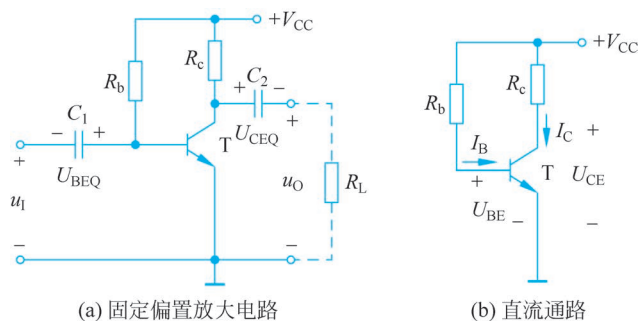 +V_CC
R_b
R_c
C_1
− +
C_2
+ −
T
U_CEQ
U_BEQ
+
u_I
−
+
u_O
−
R_L
(a) 固定偏置放大电路
+V_CC
R_b
R_c
I_B
I_C
+
U_BE
−
T
+
U_CE
−
(b) 直流通路